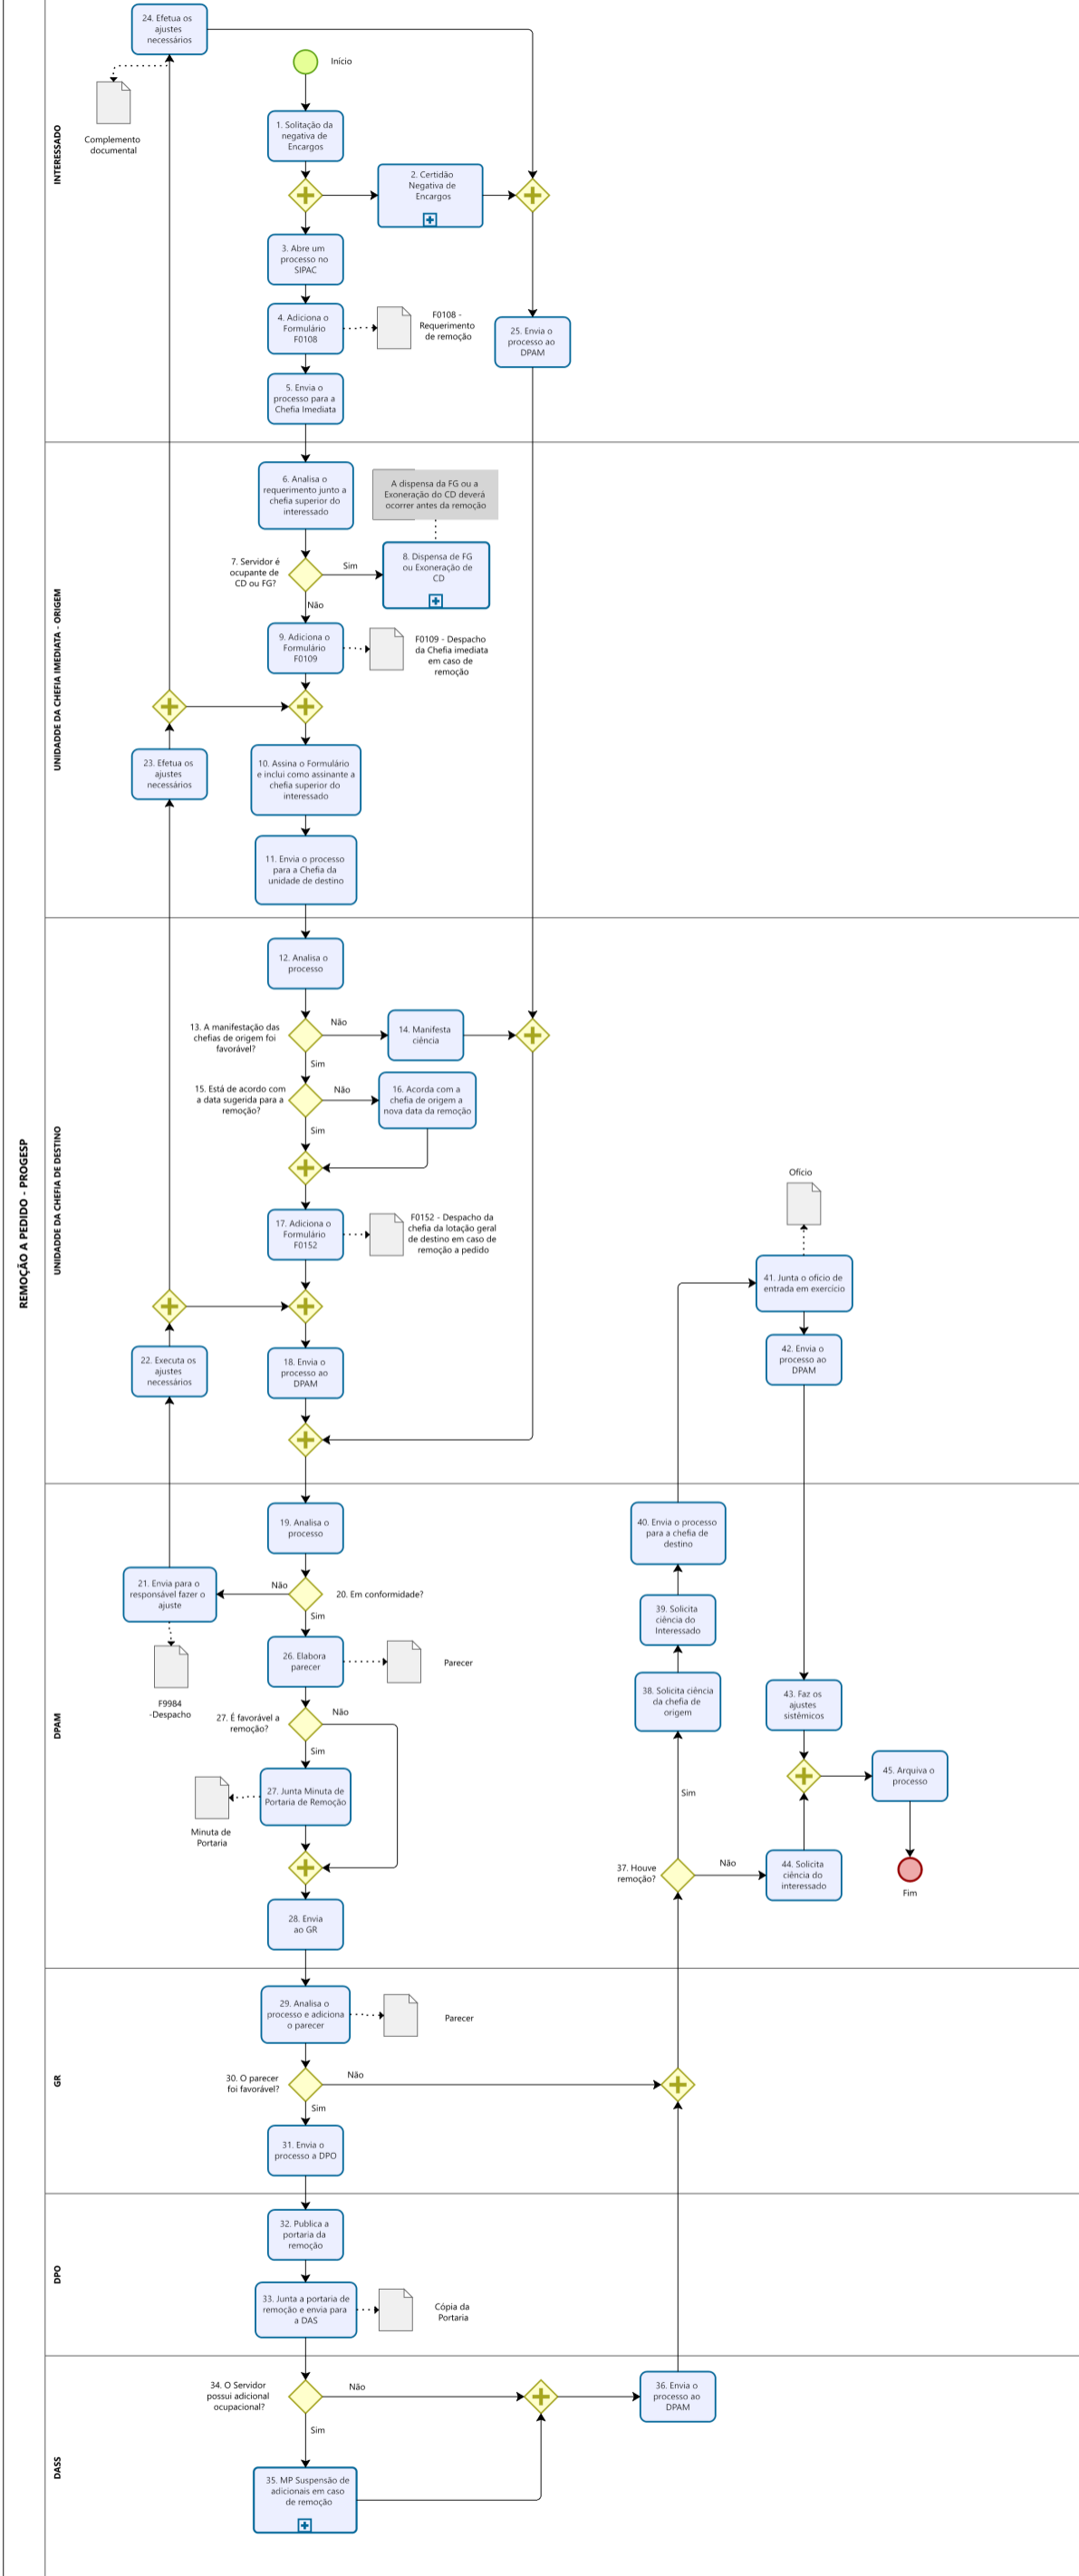 REMOÇÃO A PEDIDO - PROGESP
INTERESSADO
24. Efetua os
ajustes
necessários
Início
Complemento
documental
1. Solitação da
negativa de
Encargos
2. Certidão
Negativa de
Encargos
3. Abre um
processo no
SIPAC
4. Adiciona o
Formulário
F0108
F0108 -
Requerimento
de remoção
25. Envia o
processo ao
DPAM
5. Envia o
processo para a
Chefia Imediata
UNIDADDE DA CHEFIA IMEDIATA - ORIGEM
6. Analisa o
requerimento junto a
chefia superior do
interessado
A dispensa da FG ou a
Exoneração do CD deverá
ocorrer antes da remoção
7. Servidor é
ocupante de
CD ou FG?
Sim
8. Dispensa de FG
ou Exoneração de
CD
Não
9. Adiciona o
Formulário
F0109
F0109 - Despacho
da Chefia imediata
em caso de
remoção
23. Efetua os
ajustes
necessários
10. Assina o Formulário
e inclui como assinante a
chefia superior do
interessado
11. Envia o processo
para a Chefia da
unidade de destino
UNIDADDE DA CHEFIA DE DESTINO
12. Analisa o
processo
13. A manifestação das
chefias de origem foi
favorável?
Não
14. Manifesta
ciência
Sim
15. Está de acordo com
a data sugerida para a
remoção?
Não
16. Acorda com a
chefia de origem a
nova data da remoção
Sim
17. Adiciona o
Formulário
F0152
F0152 - Despacho da
chefia da lotação geral
de destino em caso de
remoção a pedido
Ofício
41. Junta o ofício de
entrada em exercício
22. Executa os
ajustes
necessários
18. Envia o
processo ao
DPAM
42. Envia o
processo ao
DPAM
DPAM
19. Analisa o
processo
40. Envia o processo
para a chefia de
destino
21. Envia para o
responsável fazer o
ajuste
Não
20. Em conformidade?
Sim
39. Solicita
ciência do
Interessado
F9984
-Despacho
26. Elabora
parecer
Parecer
38. Solicita ciência
da chefia de
origem
43. Faz os
ajustes
sistêmicos
27. É favorável a
remoção?
Não
Sim
27. Junta Minuta de
Portaria de Remoção
Minuta de
Portaria
45. Arquiva o
processo
Sim
37. Houve
remoção?
Não
44. Solicita
ciência do
interessado
Fim
28. Envia
ao GR
GR
29. Analisa o
processo e adiciona
o parecer
Parecer
30. O parecer
foi favorável?
Não
Sim
31. Envia o
processo a DPO
DPO
32. Publica a
portaria da
remoção
33. Junta a portaria de
remoção e envia para
a DAS
Cópia da
Portaria
DASS
34. O Servidor
possui adicional
ocupacional?
Não
36. Envia o
processo ao
DPAM
Sim
35. MP Suspensão de
adicionais em caso
de remoção